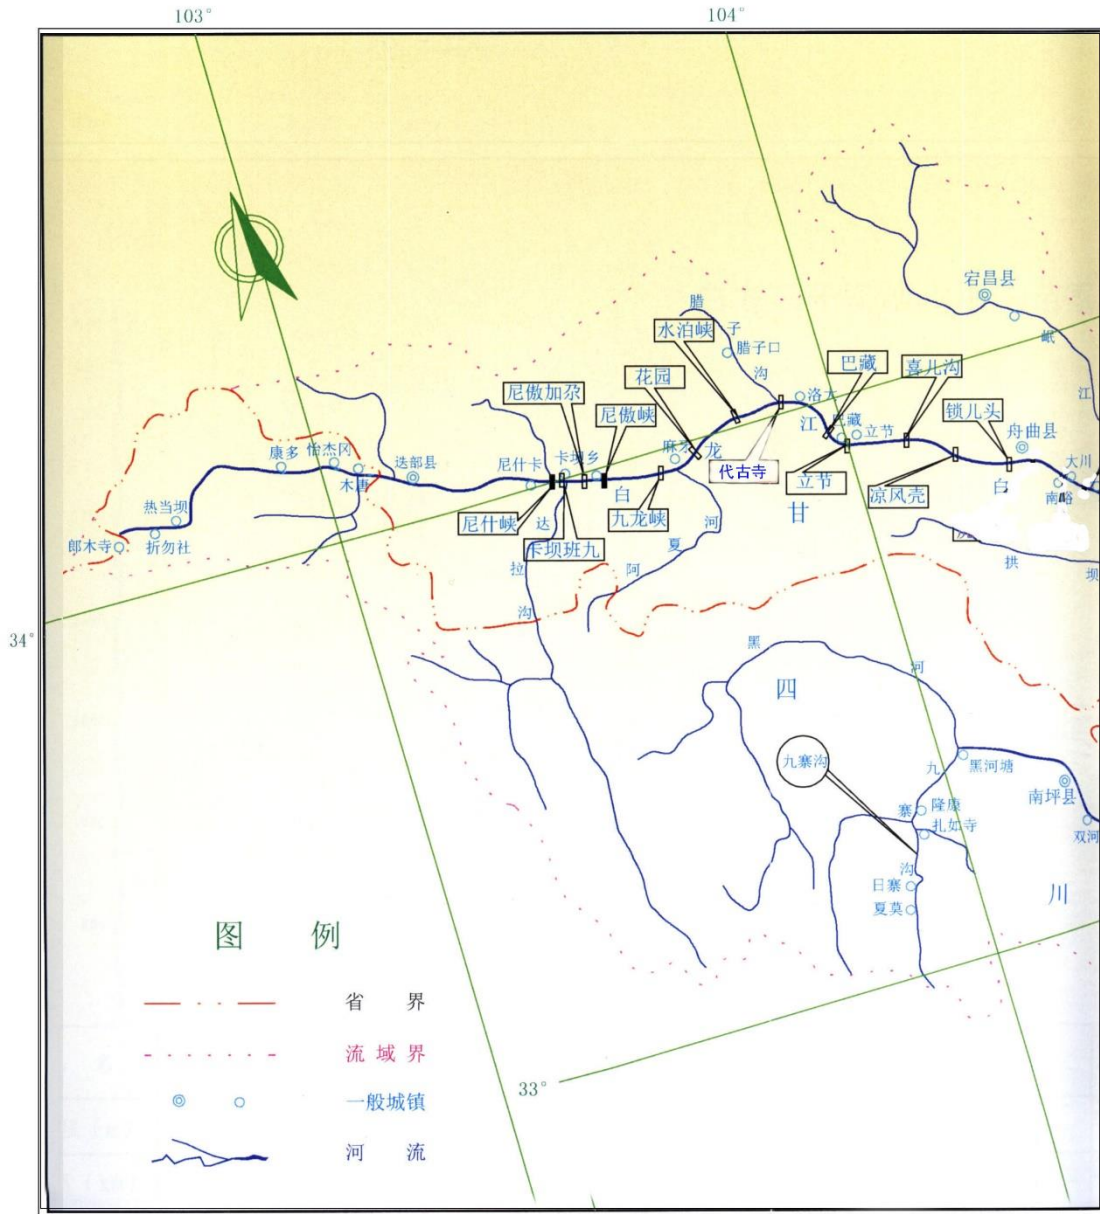 103°
104°
宕昌县
岷
江
腊
子
沟
腊子口
水泊峡
花园
巴藏
喜儿沟
尼傲加尕
尼傲峡
洛大
江
立节
锁儿头
舟曲县
大川
南峪
康多
恰杰冈
木唐
迭部县
尼什卡
卡坝乡
麻牙
龙
代古寺
立节
凉风壳
白
甘
热当坝
郎木寺
折勿社
尼什峡
达
拉
沟
卡坝班九
白
九龙峡
河
夏
阿
拱
坝
34°
黑
河
四
九寨沟
九
寨
沟
黑河塘
南坪县
双河
隆康
扎如寺
日寨
夏莫
川
33°
图 例
省 界
流 域 界
一般城镇
河 流